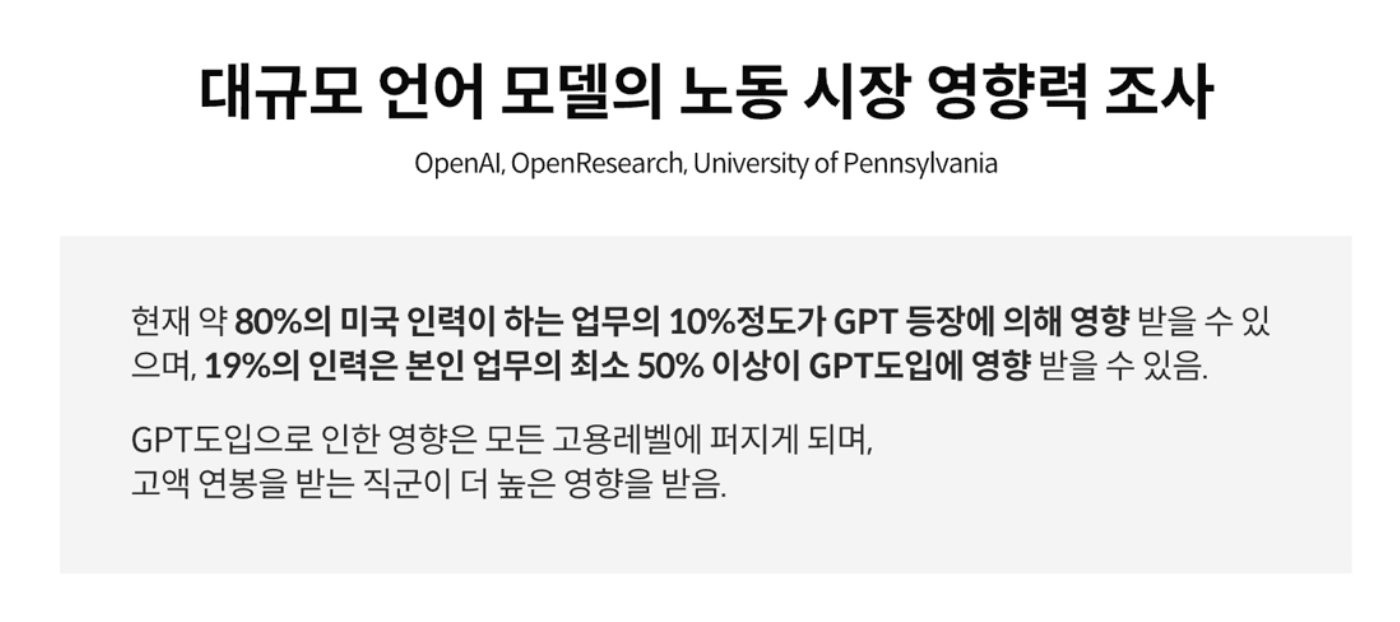 대규모 언어 모델의 노동 시장 영향력 조사
OpenAI, OpenResearch, University of Pennsylvania
현재 약 80%의 미국 인력이 하는 업무의 10%정도가 GPT 등장에 의해 영향 받을 수 있
으며, 19%의 인력은 본인 업무의 최소 50% 이상이 GPT도입에 영향 받을 수 있음.
GPT도입으로 인한 영향은 모든 고용레벨에 퍼지게 되며,
고액 연봉을 받는 직군이 더 높은 영향을 받음.